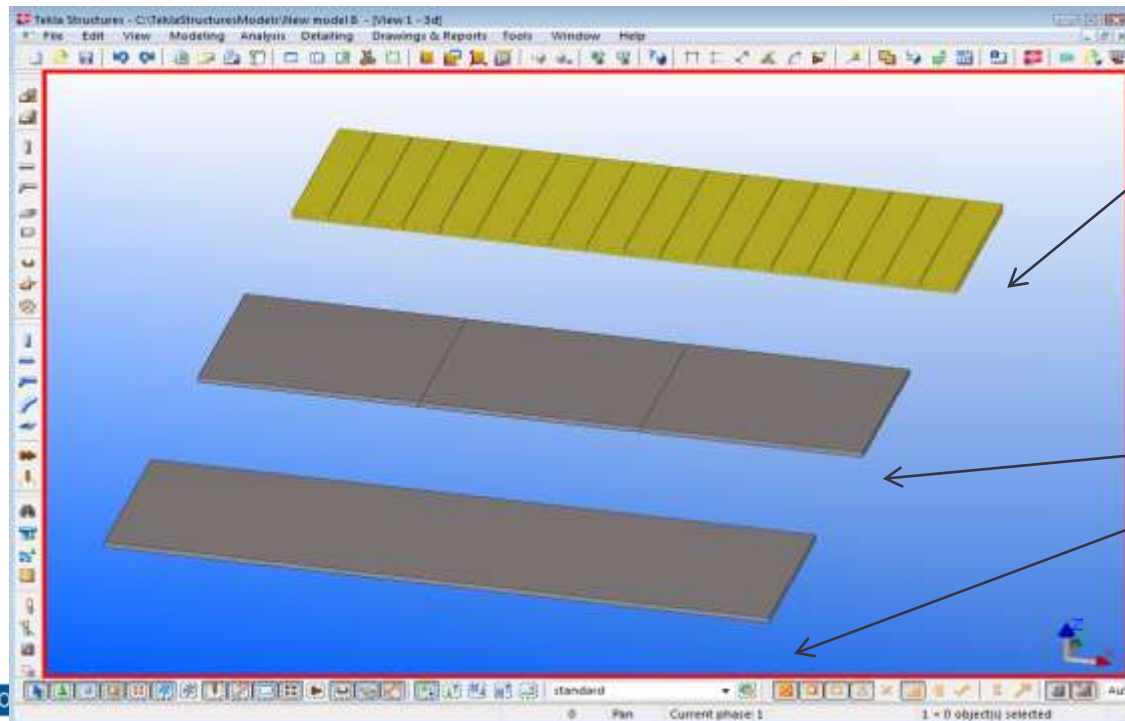 Tekla Structures - C:\TeklaStructuresModels\New model 8 - [View 1 - 3d]
File Edit View Modeling Analysis Detailing Drawings & Reports Tools Window Help
Z
standard
Au
0 Pan Current phase: 1 1 + 0 object(s) selected